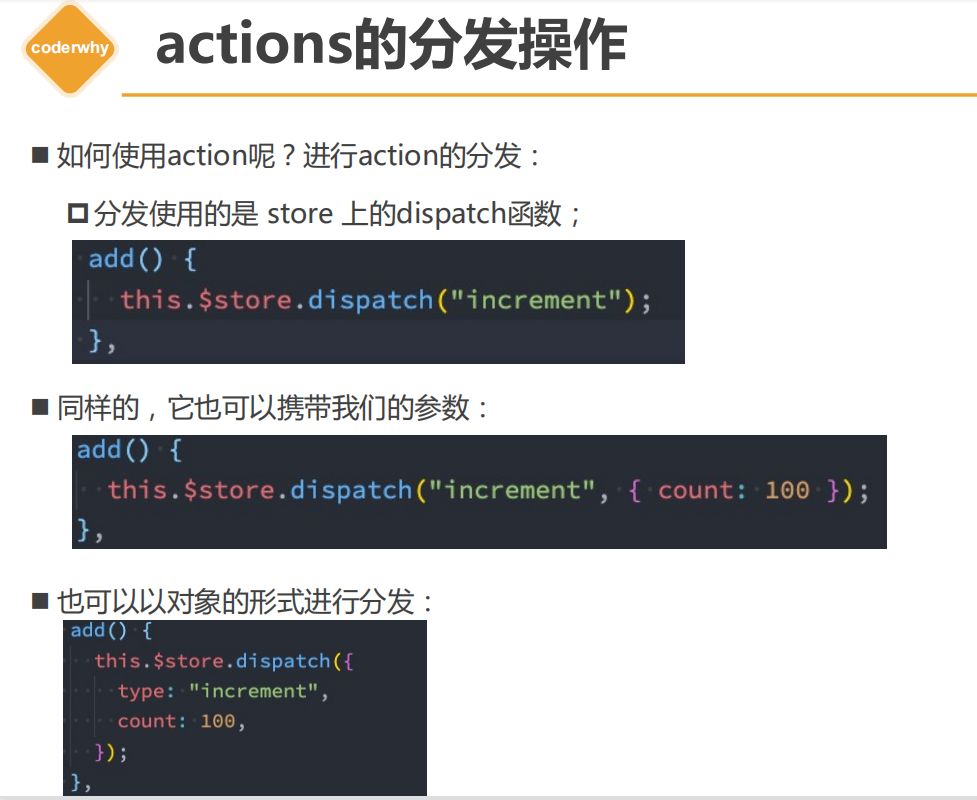 coderwhy
actions的分发操作
如何使用action呢？进行action的分发：
分发使用的是 store 上的dispatch函数；
add() {
this.$store.dispatch("increment");
},
同样的，它也可以携带我们的参数：
add() {
this.$store.dispatch("increment", { count: 100 });
},
也可以以对象的形式进行分发：
add() {
this.$store.dispatch({
type: "increment",
count: 100,
});
},